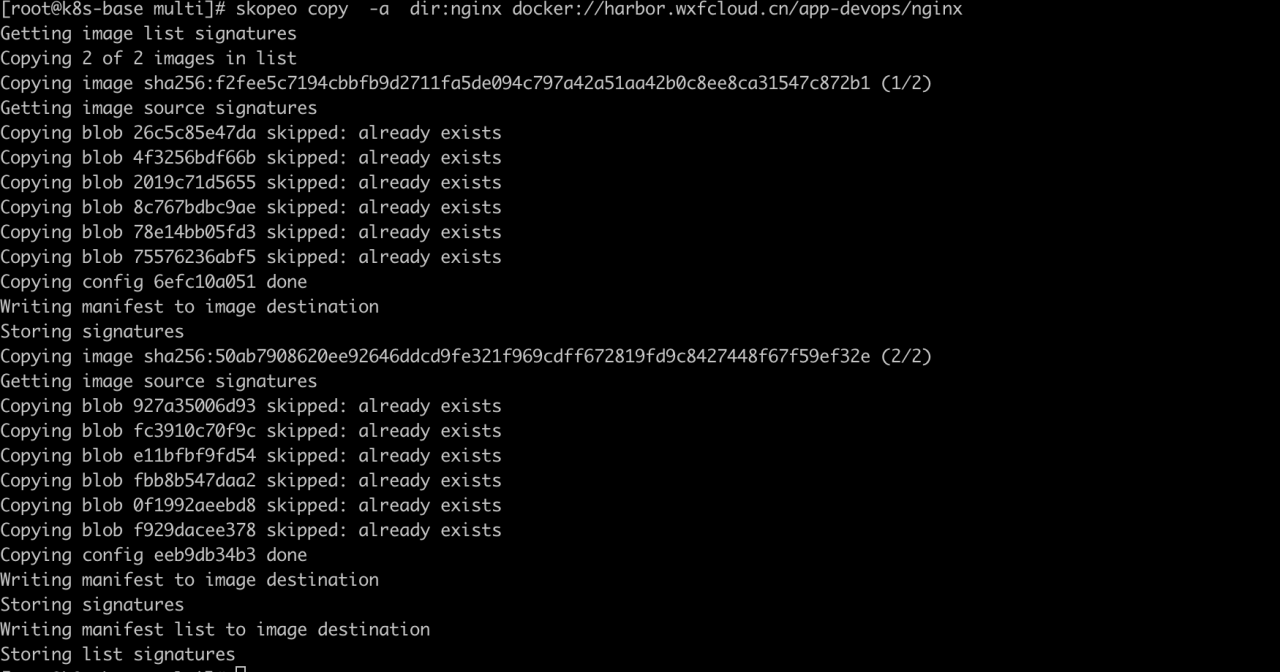 [root@k8s-base multi]# skopeo copy  -a  dir:nginx docker://harbor.wxfcloud.cn/app-devops/nginx
Getting image list signatures
Copying 2 of 2 images in list
Copying image sha256:f2fee5c7194cbbfb9d2711fa5de094c797a42a51aa42b0c8ee8ca31547c872b1 (1/2)
Getting image source signatures
Copying blob 26c5c85e47da skipped: already exists
Copying blob 4f3256bdf66b skipped: already exists
Copying blob 2019c71d5655 skipped: already exists
Copying blob 8c767bdbc9ae skipped: already exists
Copying blob 78e14bb05fd3 skipped: already exists
Copying blob 75576236abf5 skipped: already exists
Copying config 6efc10a051 done
Writing manifest to image destination
Storing signatures
Copying image sha256:50ab7908620ee92646ddcd9fe321f969cdff672819fd9c8427448f67f59ef32e (2/2)
Getting image source signatures
Copying blob 927a35006d93 skipped: already exists
Copying blob fc3910c70f9c skipped: already exists
Copying blob e11bfbf9fd54 skipped: already exists
Copying blob fbb8b547daa2 skipped: already exists
Copying blob 0f1992aeebd8 skipped: already exists
Copying blob f929dacee378 skipped: already exists
Copying config eeb9db34b3 done
Writing manifest to image destination
Storing signatures
Writing manifest list to image destination
Storing list signatures